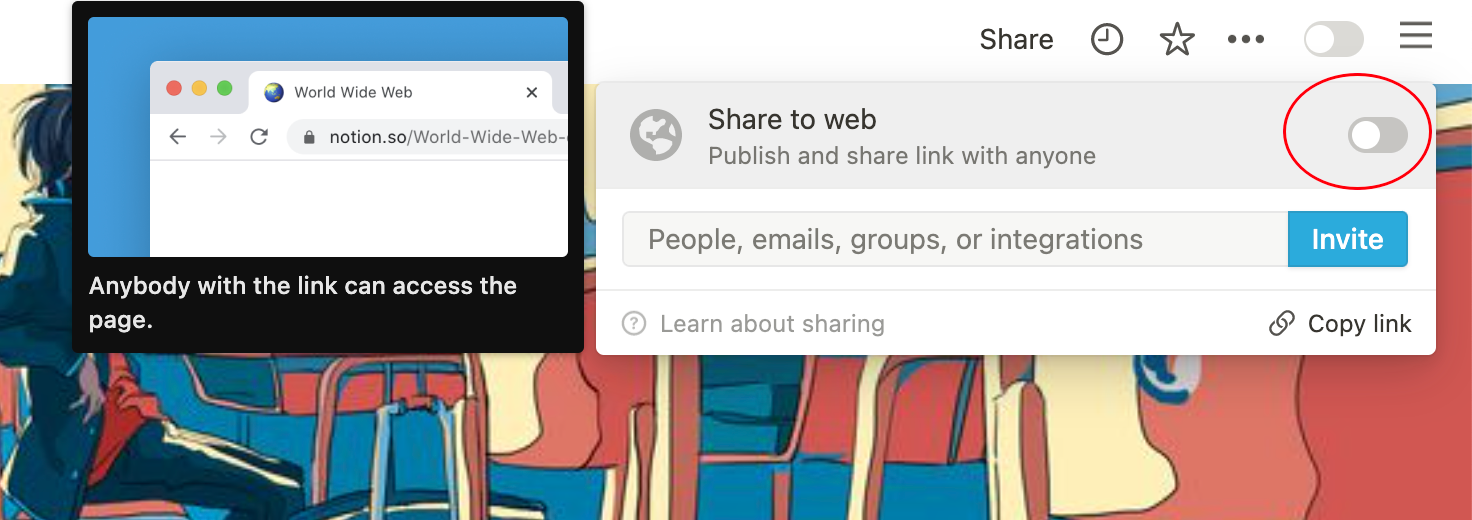 World Wide Web
notion.so/World-Wide-Web-
Anybody with the link can access the
page.
Share
Share to web
Publish and share link with anyone
People, emails, groups, or integrations
Invite
? Learn about sharing
Copy link